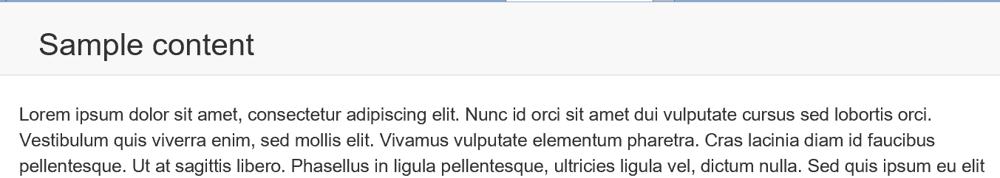 Sample content
Lorem ipsum dolor sit amet, consectetur adipiscing elit. Nunc id orci sit amet dui vulputate cursus sed lobortis orci.
Vestibulum quis viverra enim, sed mollis elit. Vivamus vulputate elementum pharetra. Cras lacinia diam id faucibus
pellentesque. Ut at sagittis libero. Phasellus in ligula pellentesque, ultricies ligula vel, dictum nulla. Sed quis ipsum eu elit